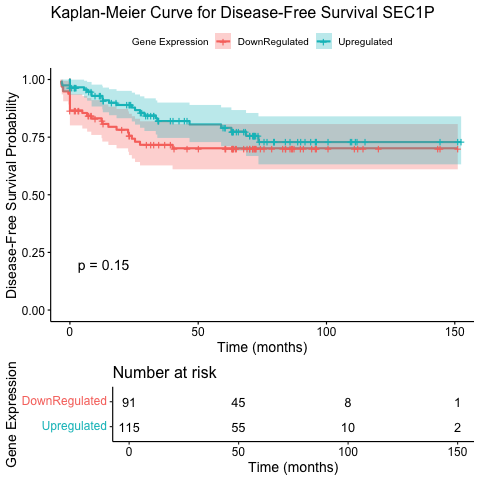 Kaplan-Meier Curve for Disease-Free Survival SEC1P
Gene Expression DownRegulated Upregulated
Disease-Free Survival Probability
1.00
0.75
0.50
0.25
0.00
p = 0.15
0 50 100 150
Time (months)
Number at risk
Gene Expression
DownRegulated 91 45 8 1
Upregulated 115 55 10 2
0 50 100 150
Time (months)